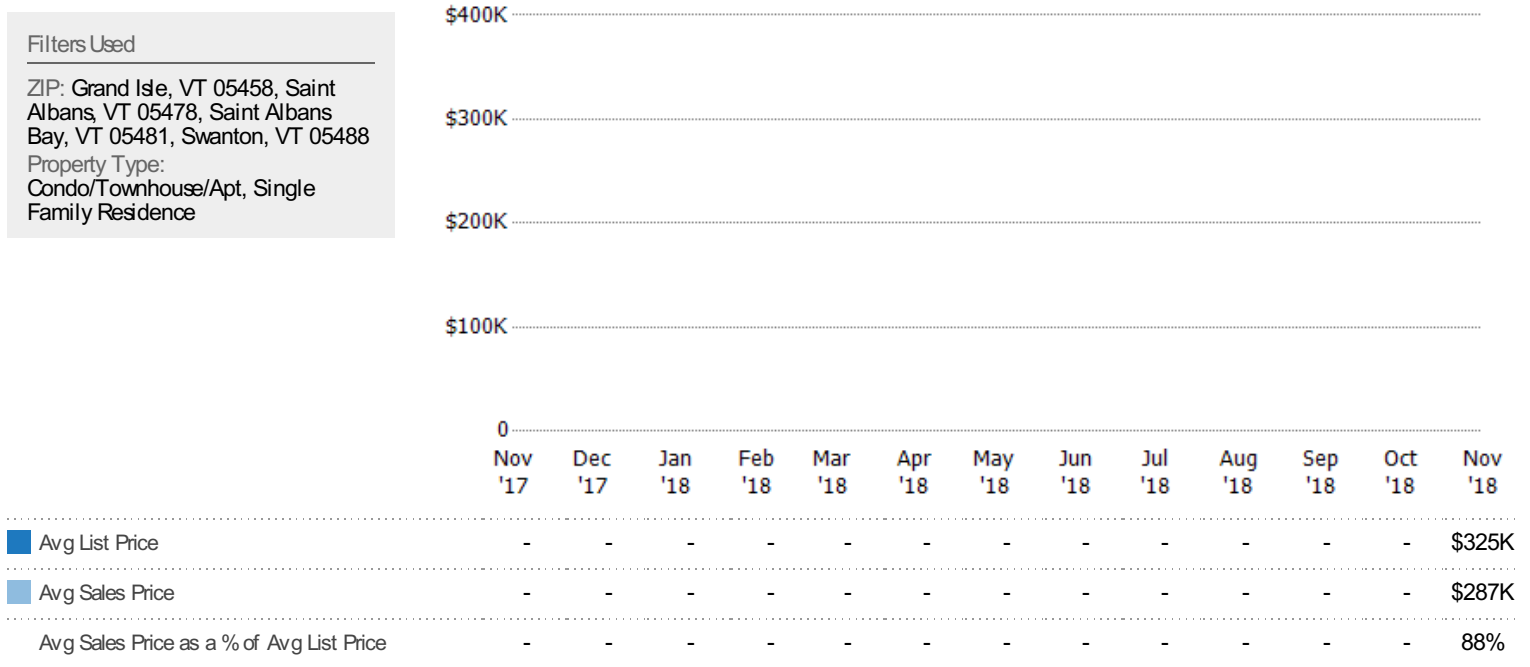 Filters Used
ZIP: Grand Isle, VT 05458, Saint
Albans, VT 05478, Saint Albans
Bay, VT 05481, Swanton, VT 05488
Property Type:
Condo/Townhouse/Apt, Single
Family Residence
$400K
$300K
$200K
$100K
0
Nov Dec Jan Feb Mar Apr May Jun Jul Aug Sep Oct Nov
'17 '17 '18 '18 '18 '18 '18 '18 '18 '18 '18 '18 '18
Avg List Price - - - - - - - - - - - - $325K
Avg Sales Price - - - - - - - - - - - - $287K
Avg Sales Price as a % of Avg List Price - - - - - - - - - - - - 88%